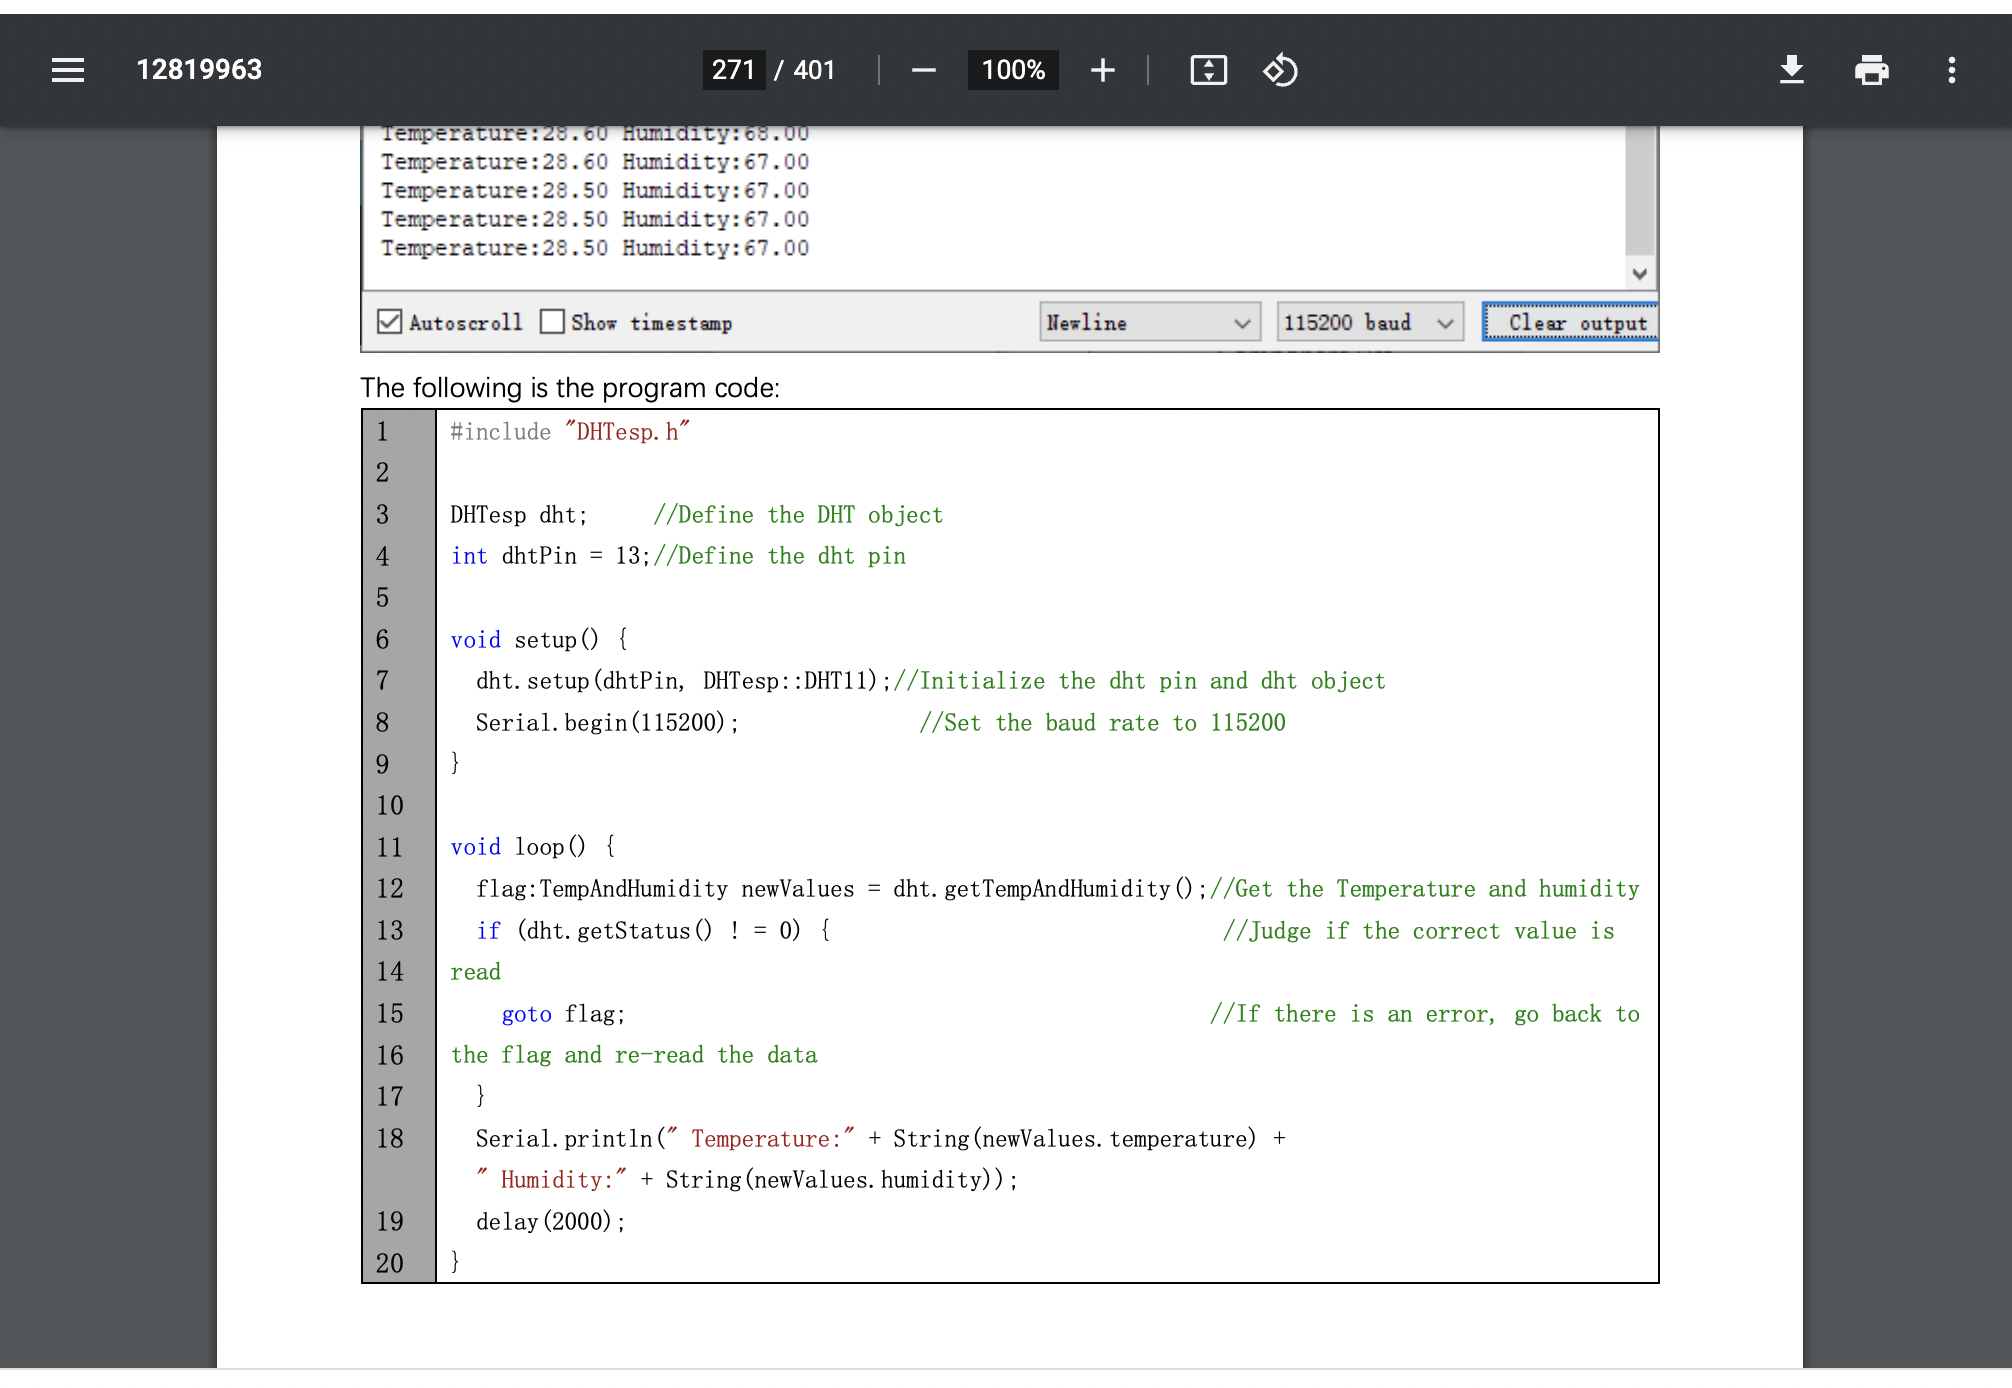 12819963 271 / 401 100%
Temperature:28.60 Humidity:68.00
Temperature:28.60 Humidity:67.00
Temperature:28.50 Humidity:67.00
Temperature:28.50 Humidity:67.00
Temperature:28.50 Humidity:67.00
Autoscroll Show timestamp Newline 115200 baud Clear output
The following is the program code:
1 #include "DHTesp.h"
2
3 DHTesp dht; //Define the DHT object
4 int dhtPin = 13;//Define the dht pin
5
6 void setup() {
7 dht.setup(dhtPin, DHTesp::DHT11);//Initialize the dht pin and dht object
8 Serial.begin(115200); //Set the baud rate to 115200
9 }
10
11 void loop() {
12 flag:TempAndHumidity newValues = dht.getTempAndHumidity();//Get the Temperature and humidity
13 if (dht.getStatus() ! = 0) { //Judge if the correct value is
14 read
15 goto flag; //If there is an error, go back to
16 the flag and re-read the data
17 }
18 Serial.println(" Temperature:" + String(newValues.temperature) +
" Humidity:" + String(newValues.humidity));
19 delay(2000);
20 }